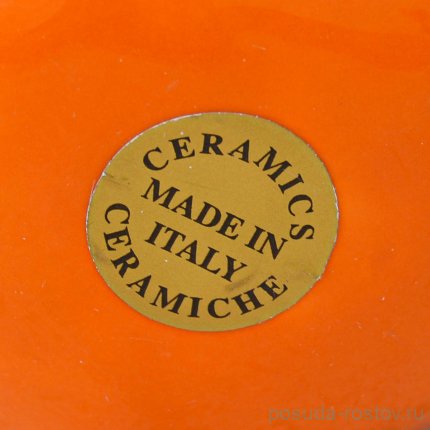 CERAMICS
MADE IN
ITALY
CERAMICHE
posuda-rostov.ru